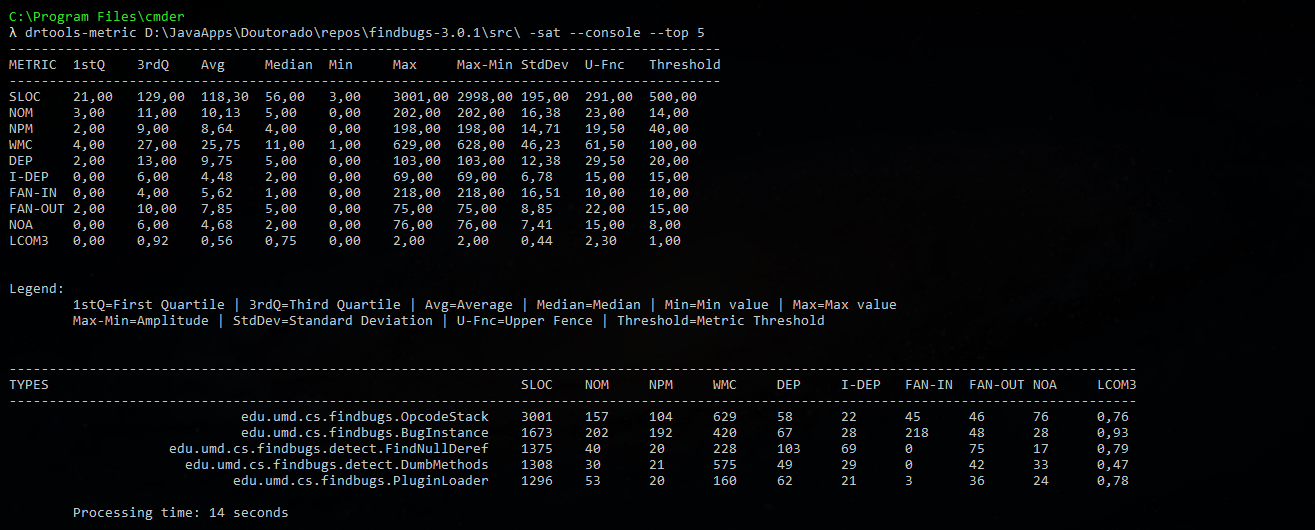 C:\Program Files\cmder
λ drtools-metric D:\JavaApps\Doutorado\repos\findbugs-3.0.1\src\ -sat --console --top 5
-----------------------------------------------------------------------------------------
METRIC  1stQ    3rdQ    Avg     Median  Min     Max     Max-Min StdDev  U-Fnc   Threshold
-----------------------------------------------------------------------------------------
SLOC    21,00   129,00  118,30  56,00   3,00    3001,00 2998,00 195,00  291,00  500,00
NOM     3,00    11,00   10,13   5,00    0,00    202,00  202,00  16,38   23,00   14,00
NPM     2,00    9,00    8,64    4,00    0,00    198,00  198,00  14,71   19,50   40,00
WMC     4,00    27,00   25,75   11,00   1,00    629,00  628,00  46,23   61,50   100,00
DEP     2,00    13,00   9,75    5,00    0,00    103,00  103,00  12,38   29,50   20,00
I-DEP   0,00    6,00    4,48    2,00    0,00    69,00   69,00   6,78    15,00   15,00
FAN-IN  0,00    4,00    5,62    1,00    0,00    218,00  218,00  16,51   10,00   10,00
FAN-OUT 2,00    10,00   7,85    5,00    0,00    75,00   75,00   8,85    22,00   15,00
NOA     0,00    6,00    4,68    2,00    0,00    76,00   76,00   7,41    15,00   8,00
LCOM3   0,00    0,92    0,56    0,75    0,00    2,00    2,00    0,44    2,30    1,00
Legend:
1stQ=First Quartile | 3rdQ=Third Quartile | Avg=Average | Median=Median | Min=Min value | Max=Max value
Max-Min=Amplitude | StdDev=Standard Deviation | U-Fnc=Upper Fence | Threshold=Metric Threshold
---------------------------------------------------------------------------------------------------------------------------------------------
TYPES SLOC NOM NPM WMC DEP I-DEP FAN-IN FAN-OUT NOA LCOM3
---------------------------------------------------------------------------------------------------------------------------------------------
edu.umd.cs.findbugs.OpcodeStack 3001 157 104 629 58 22 45 46 76 0,76
edu.umd.cs.findbugs.BugInstance 1673 202 192 420 67 28 218 48 28 0,93
edu.umd.cs.findbugs.detect.FindNullDeref 1375 40 20 228 103 69 0 75 17 0,79
edu.umd.cs.findbugs.detect.DumbMethods 1308 30 21 575 49 29 0 42 33 0,47
edu.umd.cs.findbugs.PluginLoader 1296 53 20 160 62 21 3 36 24 0,78
Processing time: 14 seconds